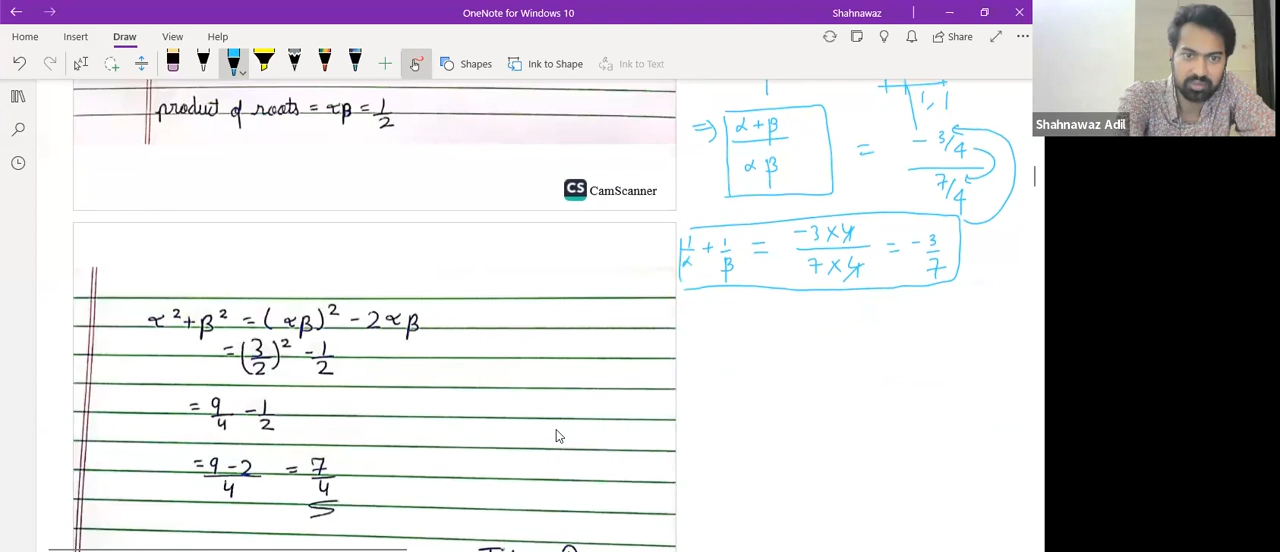 OneNote for Windows 10
Shahnawaz
Home Insert Draw View Help
Share
Shapes
Ink to Shape
Ink to Text
product of roots = αβ = 1/2
CS CamScanner
α² + β² = (αβ)² - 2αβ
= (3/2)² - 1/2
= 9/4 - 1/2
= 9-2/4 = 7/4
1, 1
⇒ α+β/αβ = -3/4 / 7/4
1/α + 1/β = -3×4/7×4 = -3/7
Shahnawaz Adil